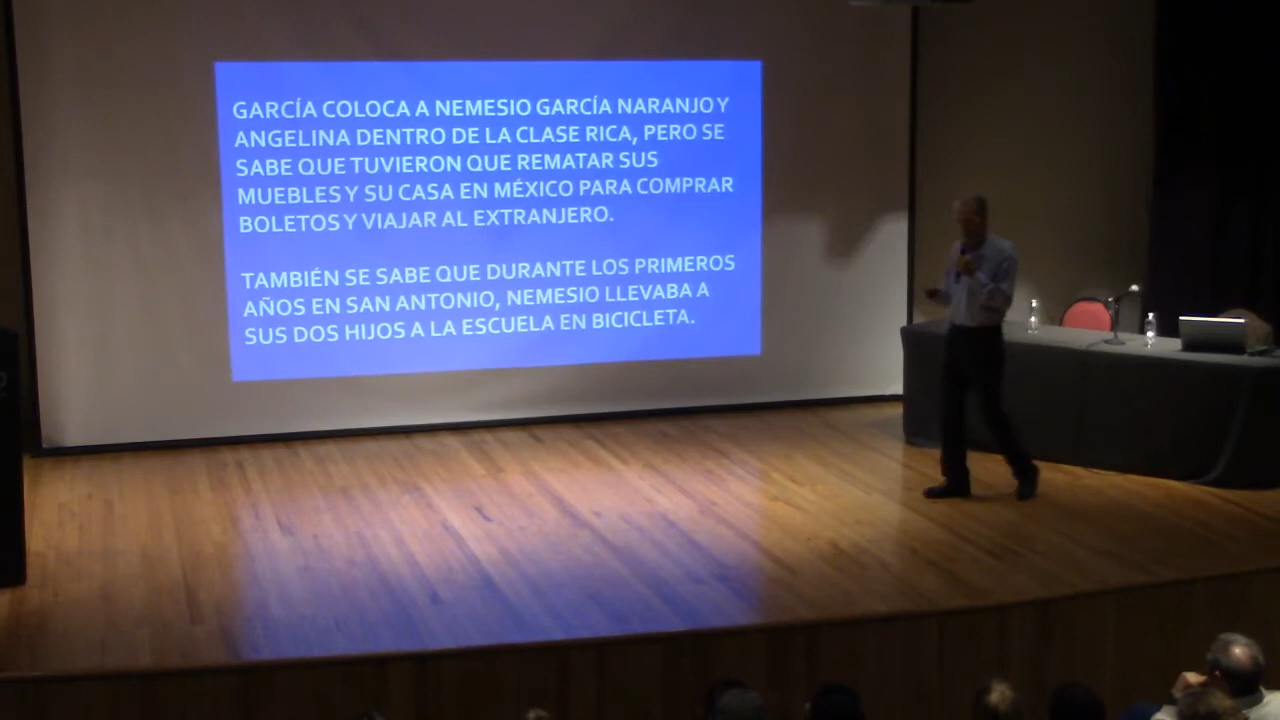 GARCÍA COLOCA A NEMESIO GARCÍA NARANJO Y
ANGELINA DENTRO DE LA CLASE RICA, PERO SE
SABE QUE TUVIERON QUE REMATAR SUS
MUEBLES Y SU CASA EN MÉXICO PARA COMPRAR
BOLETOS Y VIAJAR AL EXTRANJERO.
TAMBIÉN SE SABE QUE DURANTE LOS PRIMEROS
AÑOS EN SAN ANTONIO, NEMESIO LLEVABA A
SUS DOS HIJOS A LA ESCUELA EN BICICLETA.